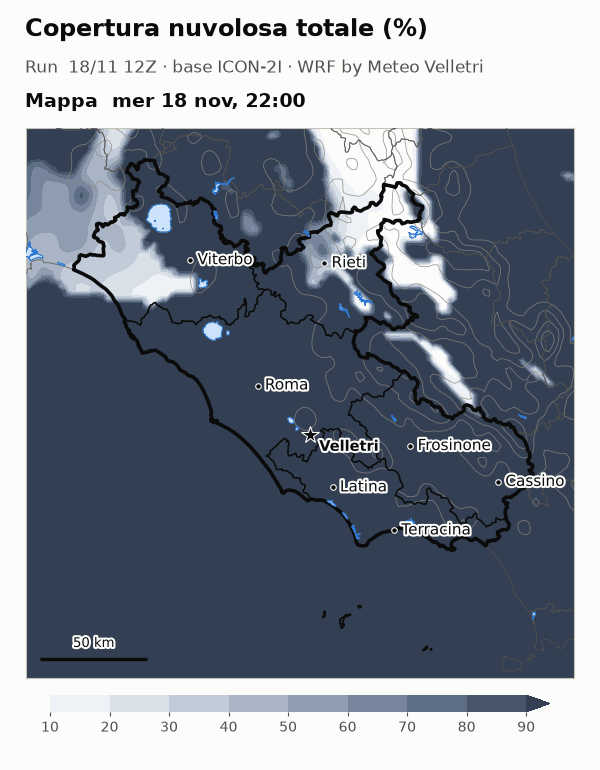 Copertura nuvolosa totale (%)
Run  18/11 12Z · base ICON-2I · WRF by Meteo Velletri
Mappa  mer 18 nov, 22:00
Viterbo
Rieti
Roma
Velletri
Frosinone
Latina
Cassino
Terracina
50 km
10 20 30 40 50 60 70 80 90